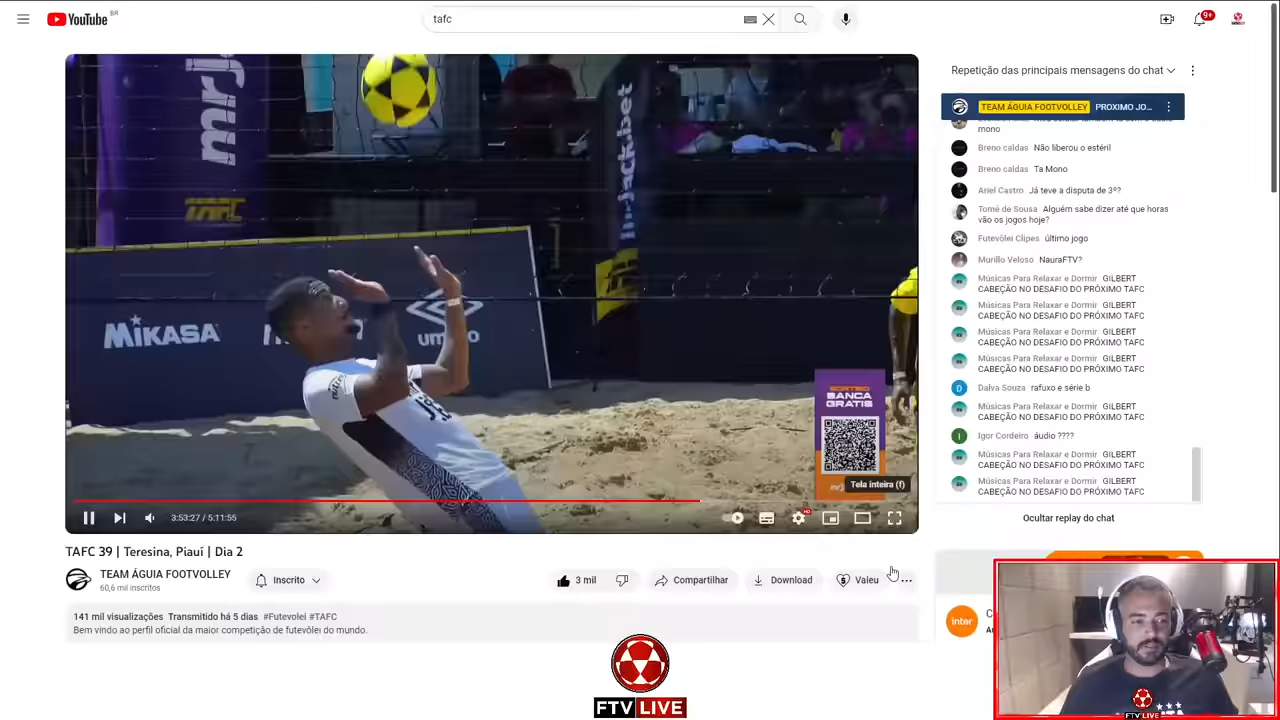 YouTube BR
tafc
9+
mrj
TAFC
mrjackbet
MIKASA
UMBRO
SORTEIO
BANCA
GRATIS
Tela inteira (f)
3:53:27 / 5:11:55
HD
TAFC 39 | Teresina, Piauí | Dia 2
TEAM ÁGUIA FOOTVOLLEY
60,6 mil inscritos
Inscrito
3 mil
Compartilhar
Download
Valeu
141 mil visualizações Transmitido há 5 dias #Futevolei #TAFC
Bem vindo ao perfil oficial da maior competição de futevôlei do mundo.
Repetição das principais mensagens do chat
TEAM ÁGUIA FOOTVOLLEY PROXIMO JO...
mono
Breno caldas Não liberou o estéril
Breno caldas Ta Mono
Ariel Castro Já teve a disputa de 3º?
Tomé de Sousa Alguém sabe dizer até que horas
vão os jogos hoje?
Futevôlei Clipes último jogo
Murillo Veloso NauraFTV?
Músicas Para Relaxar e Dormir GILBERT
CABEÇÃO NO DESAFIO DO PRÓXIMO TAFC
Músicas Para Relaxar e Dormir GILBERT
CABEÇÃO NO DESAFIO DO PRÓXIMO TAFC
Músicas Para Relaxar e Dormir GILBERT
CABEÇÃO NO DESAFIO DO PRÓXIMO TAFC
Músicas Para Relaxar e Dormir GILBERT
CABEÇÃO NO DESAFIO DO PRÓXIMO TAFC
Dalva Souza rafuxo e série b
Músicas Para Relaxar e Dormir GILBERT
CABEÇÃO NO DESAFIO DO PRÓXIMO TAFC
Igor Cordeiro áudio ????
Músicas Para Relaxar e Dormir GILBERT
CABEÇÃO NO DESAFIO DO PRÓXIMO TAFC
Músicas Para Relaxar e Dormir GILBERT
CABEÇÃO NO DESAFIO DO PRÓXIMO TAFC
Ocultar replay do chat
inter
FTV LIVE
FTV LIVE